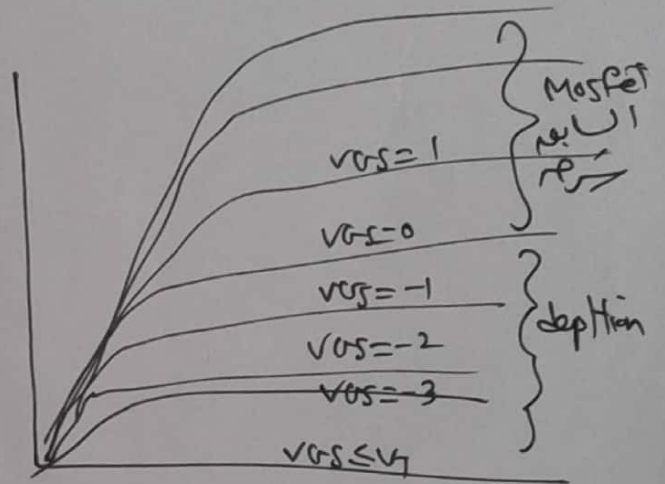 Mosfet
VGS=1
VGS=0
VGS=-1
depltion
VGS=-2
VGS=-3
VGS≤VT